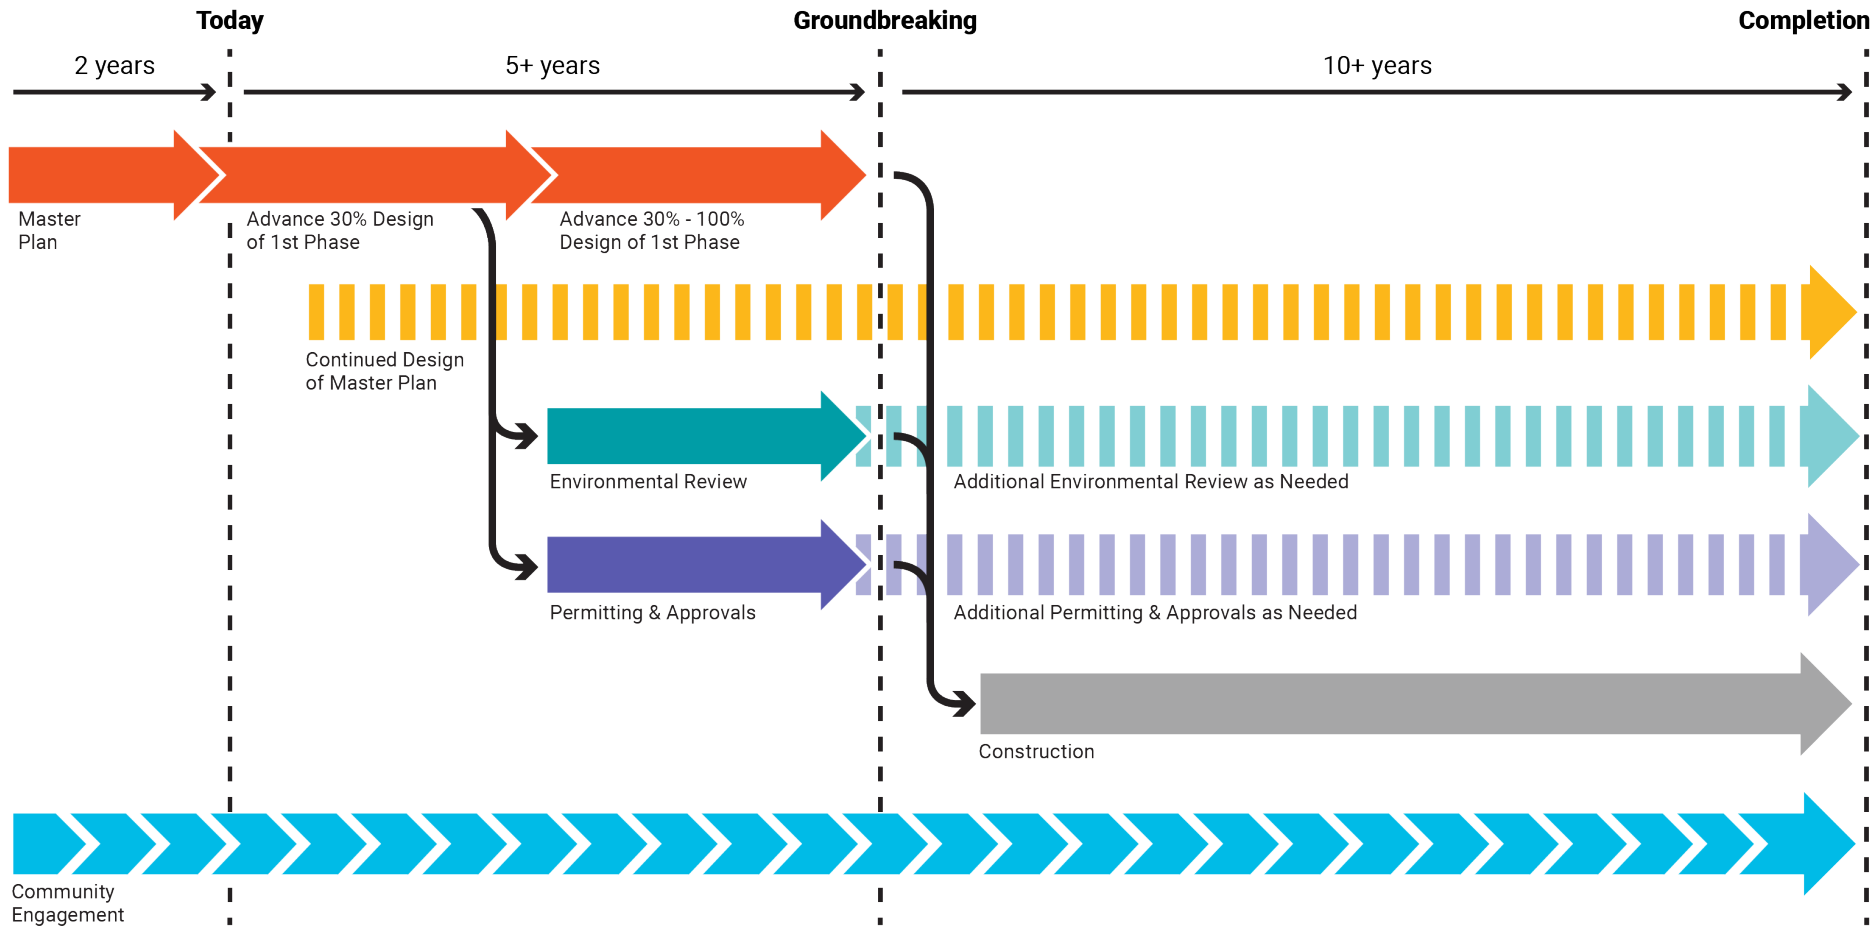 Today
Groundbreaking
Completion
2 years
5+ years
10+ years
Master
Plan
Advance 30% Design
of 1st Phase
Advance 30% - 100%
Design of 1st Phase
Continued Design
of Master Plan
Environmental Review
Additional Environmental Review as Needed
Permitting & Approvals
Additional Permitting & Approvals as Needed
Construction
Community
Engagement